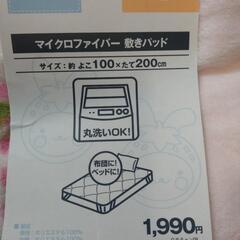 マイクロファイバー 敷きパッド
サイズ：約 よこ100×たて200cm
丸洗いOK!
布団に!
ベッドに!
1,990円